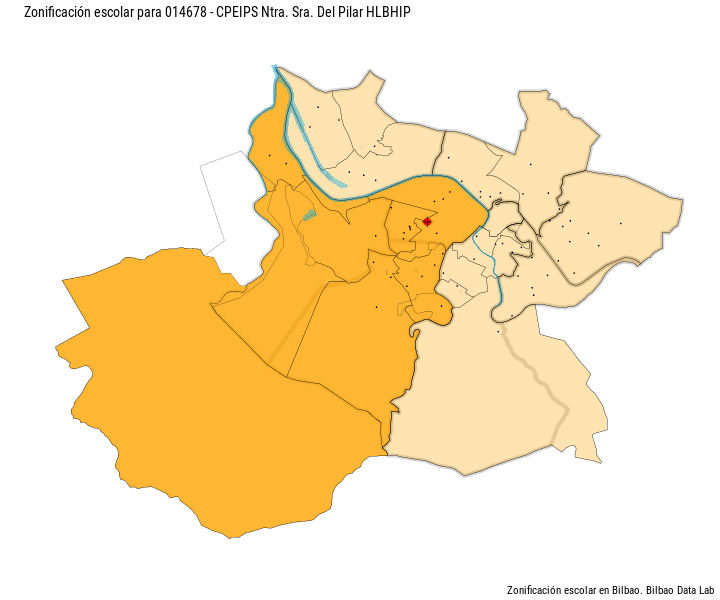 Zonificación escolar para 014678 - CPEIPS Ntra. Sra. Del Pilar HLBHIP
Zonificación escolar en Bilbao. Bilbao Data Lab